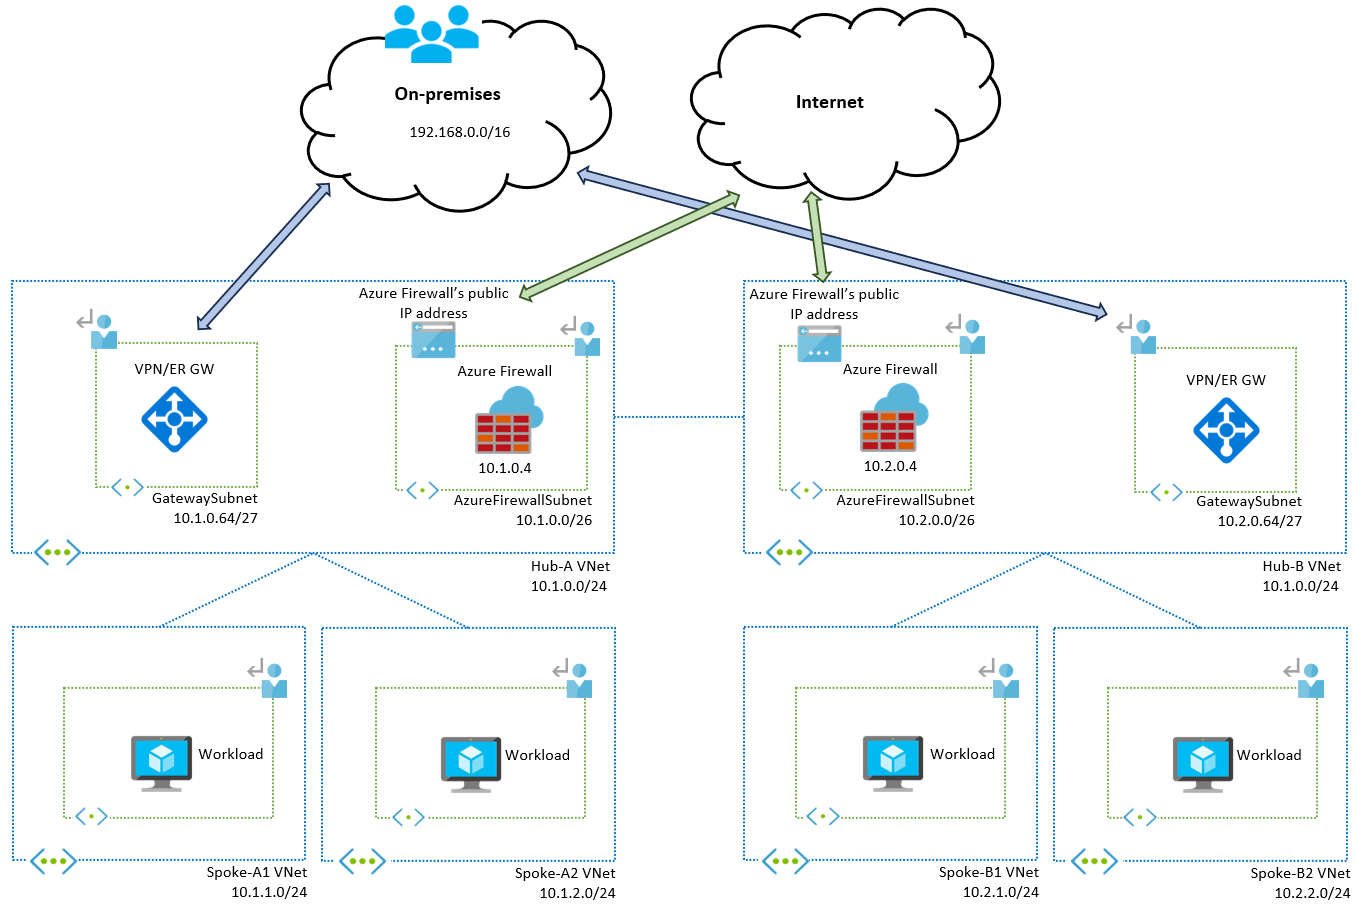 On-premises
192.168.0.0/16
Internet
Azure Firewall's public
IP address
VPN/ER GW
Azure Firewall
10.1.0.4
GatewaySubnet
10.1.0.64/27
AzureFirewallSubnet
10.1.0.0/26
Hub-A VNet
10.1.0.0/24
Azure Firewall's public
IP address
Azure Firewall
10.2.0.4
VPN/ER GW
AzureFirewallSubnet
10.2.0.0/26
GatewaySubnet
10.2.0.64/27
Hub-B VNet
10.1.0.0/24
Workload
Spoke-A1 VNet
10.1.1.0/24
Workload
Spoke-A2 VNet
10.1.2.0/24
Workload
Spoke-B1 VNet
10.2.1.0/24
Workload
Spoke-B2 VNet
10.2.2.0/24